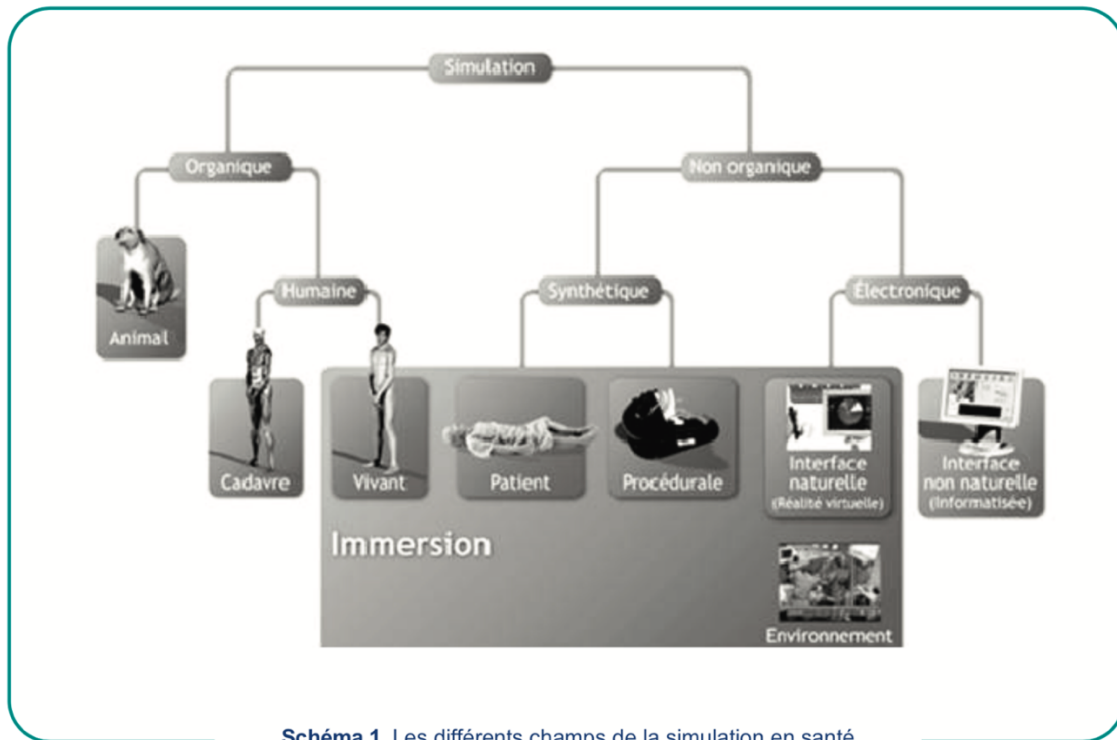 Simulation
Organique
Non organique
Humaine
Synthétique
Électronique
Animal
Cadavre
Vivant
Patient
Procédurale
Interface
naturelle
(Réalité virtuelle)
Interface
non naturelle
(Informatisée)
Immersion
Environnement
Schéma 1. Les différents champs de la simulation en santé